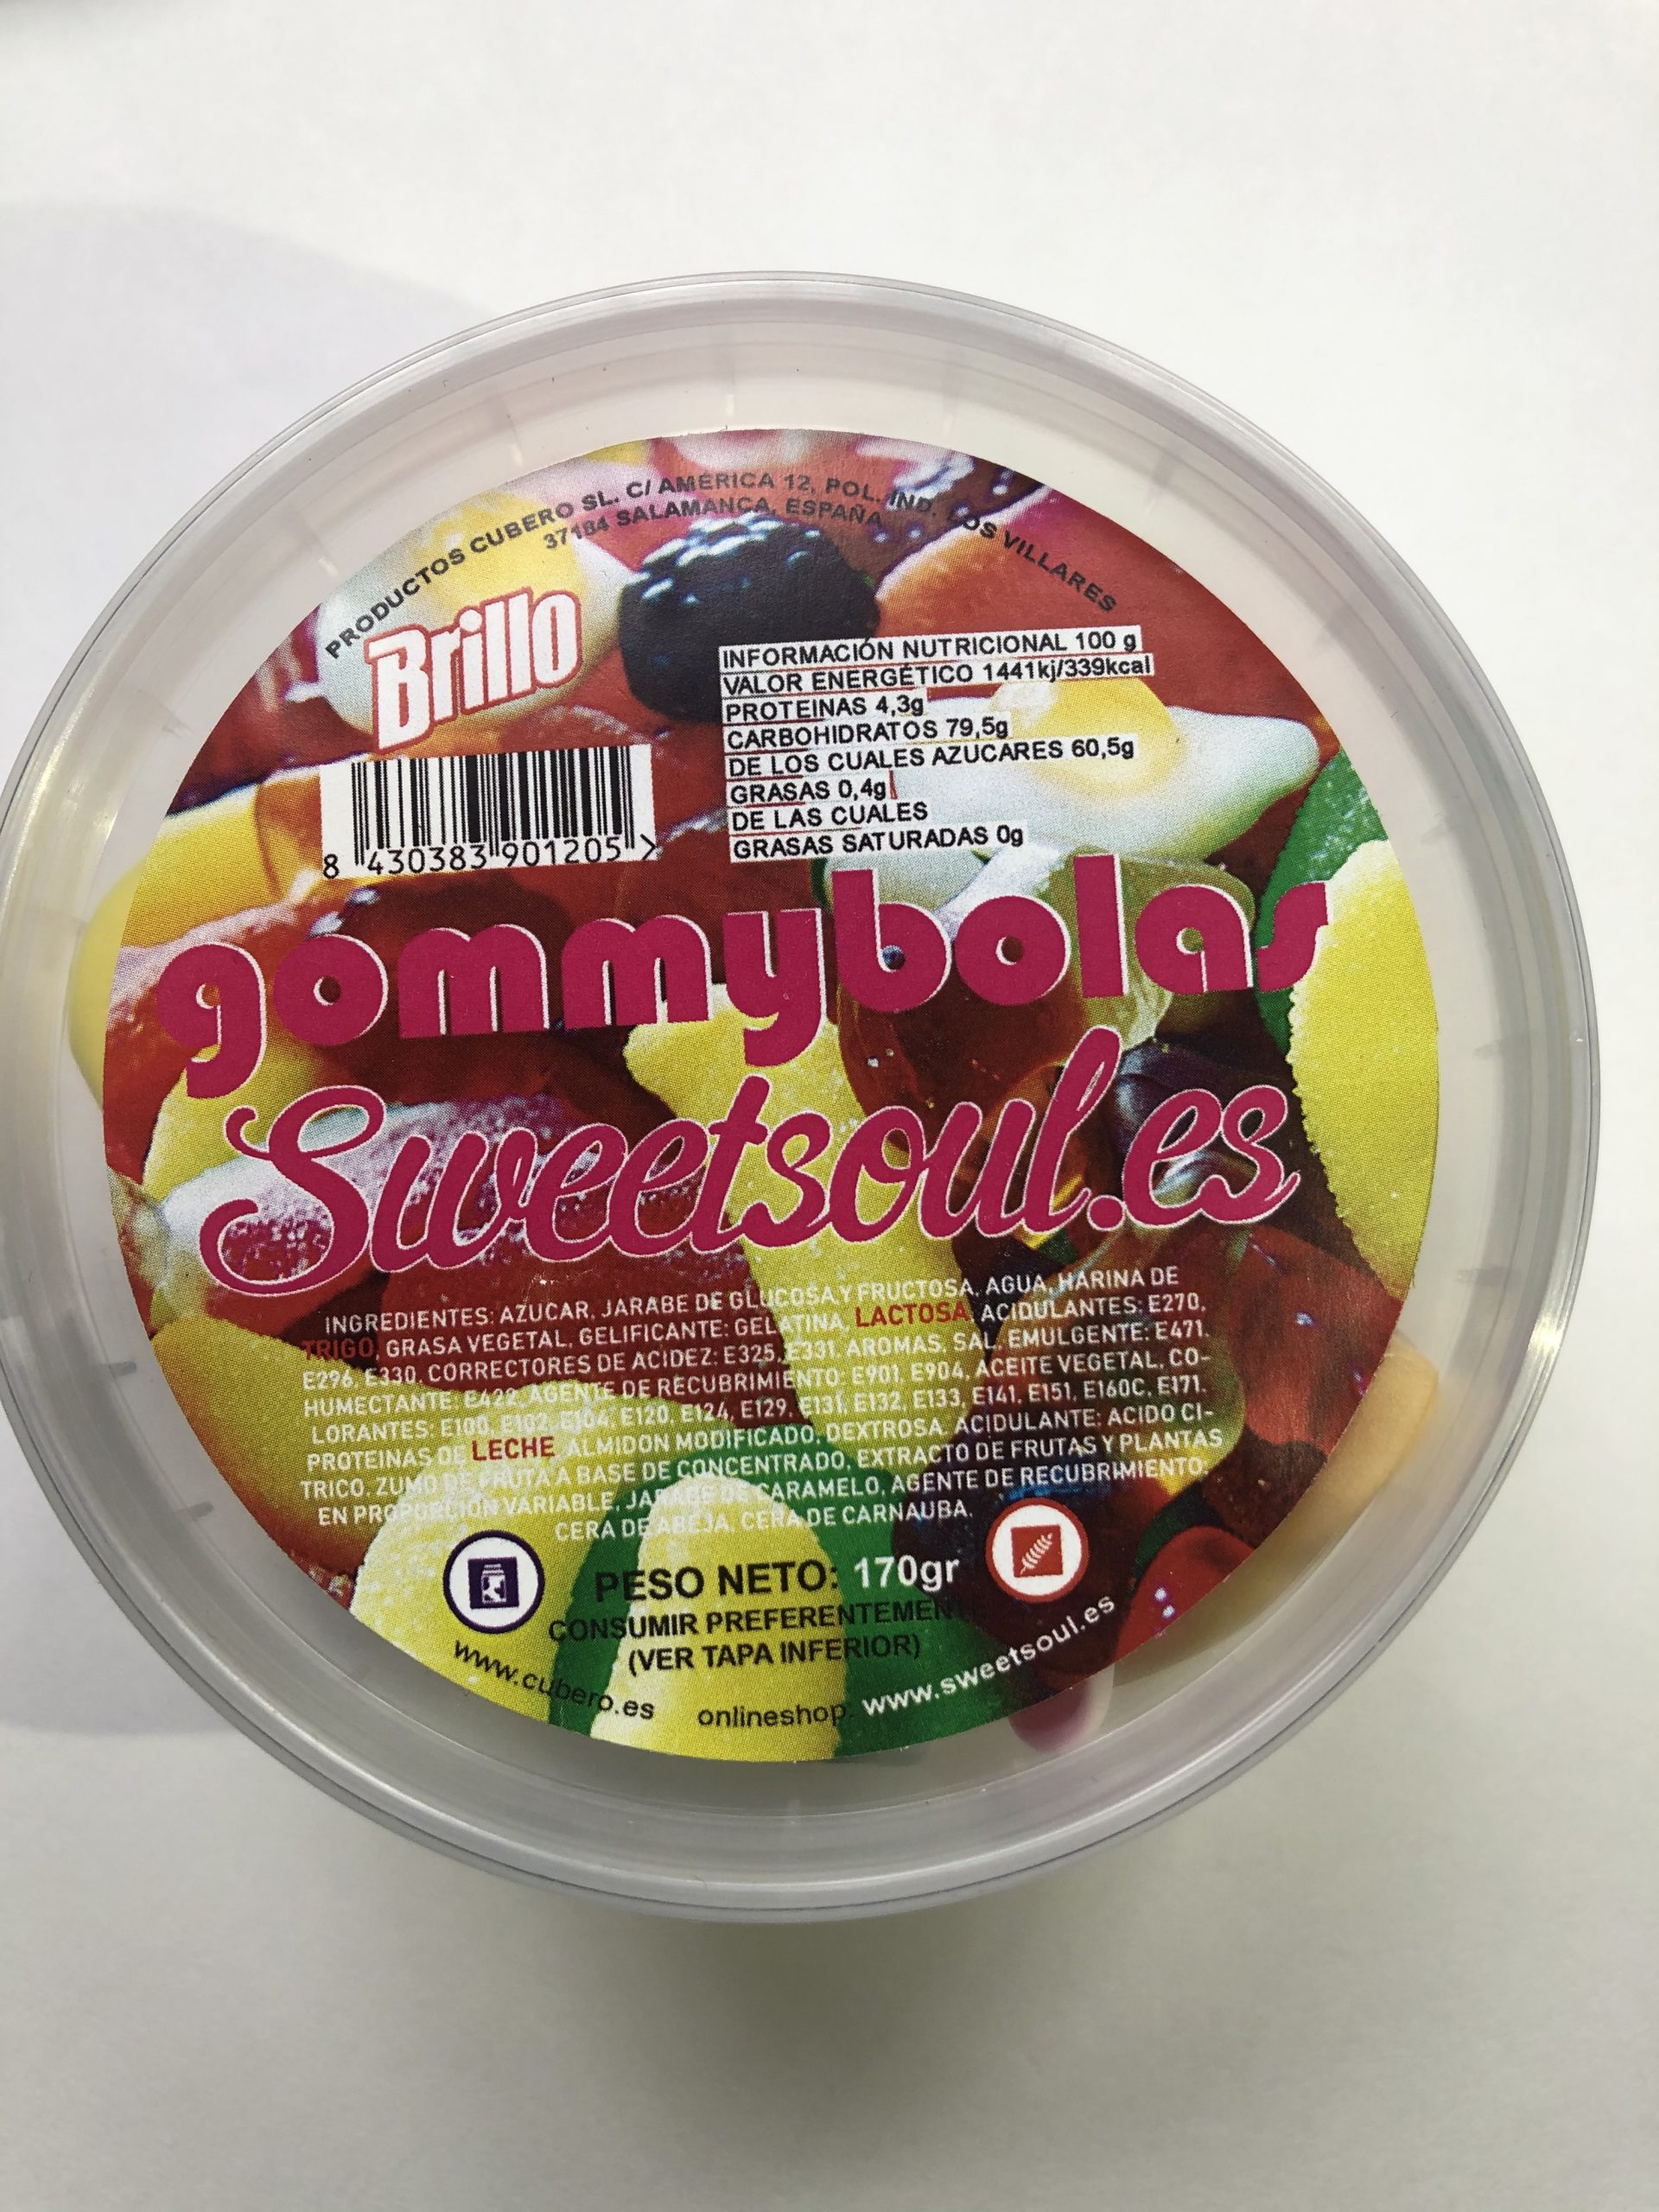 PRODUCTOS CUBERO SL. C/ AMERICA 12, POL. IND. LOS VILLARES
37184 SALAMANCA, ESPAÑA
Brillo
INFORMACIÓN NUTRICIONAL 100 g
VALOR ENERGÉTICO 1441kj/339kcal
PROTEINAS 4,3g
CARBOHIDRATOS 79,5g
DE LOS CUALES AZUCARES 60,5g
GRASAS 0,4g
DE LAS CUALES
GRASAS SATURADAS 0g
8 430383 901205 >
gommybolas
Sweetsoul.es
INGREDIENTES: AZUCAR, JARABE DE GLUCOSA Y FRUCTOSA, AGUA, HARINA DE
TRIGO, GRASA VEGETAL, GELIFICANTE: GELATINA, LACTOSA, ACIDULANTES: E270,
E296, E330, CORRECTORES DE ACIDEZ: E325, E331, AROMAS, SAL, EMULGENTE: E471.
HUMECTANTE: E422, AGENTE DE RECUBRIMIENTO: E901, E904, ACEITE VEGETAL, CO-
LORANTES: E100, E102, E104, E120, E124, E129, E131, E132, E133, E141, E151, E160C, E171.
PROTEINAS DE LECHE, ALMIDON MODIFICADO, DEXTROSA, ACIDULANTE: ACIDO CI-
TRICO, ZUMO DE FRUTA A BASE DE CONCENTRADO, EXTRACTO DE FRUTAS Y PLANTAS
EN PROPORCIÓN VARIABLE, JARABE DE CARAMELO, AGENTE DE RECUBRIMIENTO:
CERA DE ABEJA, CERA DE CARNAUBA.
PESO NETO: 170gr
CONSUMIR PREFERENTEMEN
(VER TAPA INFERIOR)
www.cubero.es onlineshop www.sweetsoul.es